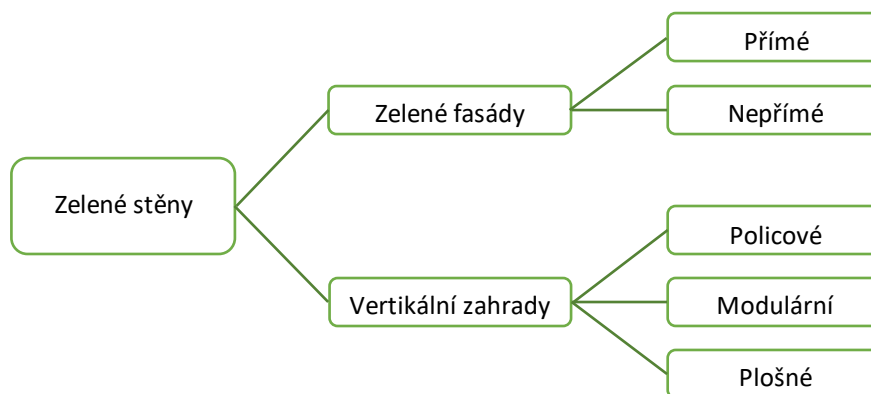 Zelené stěny
Zelené fasády
Přímé
Nepřímé
Vertikální zahrady
Policové
Modulární
Plošné